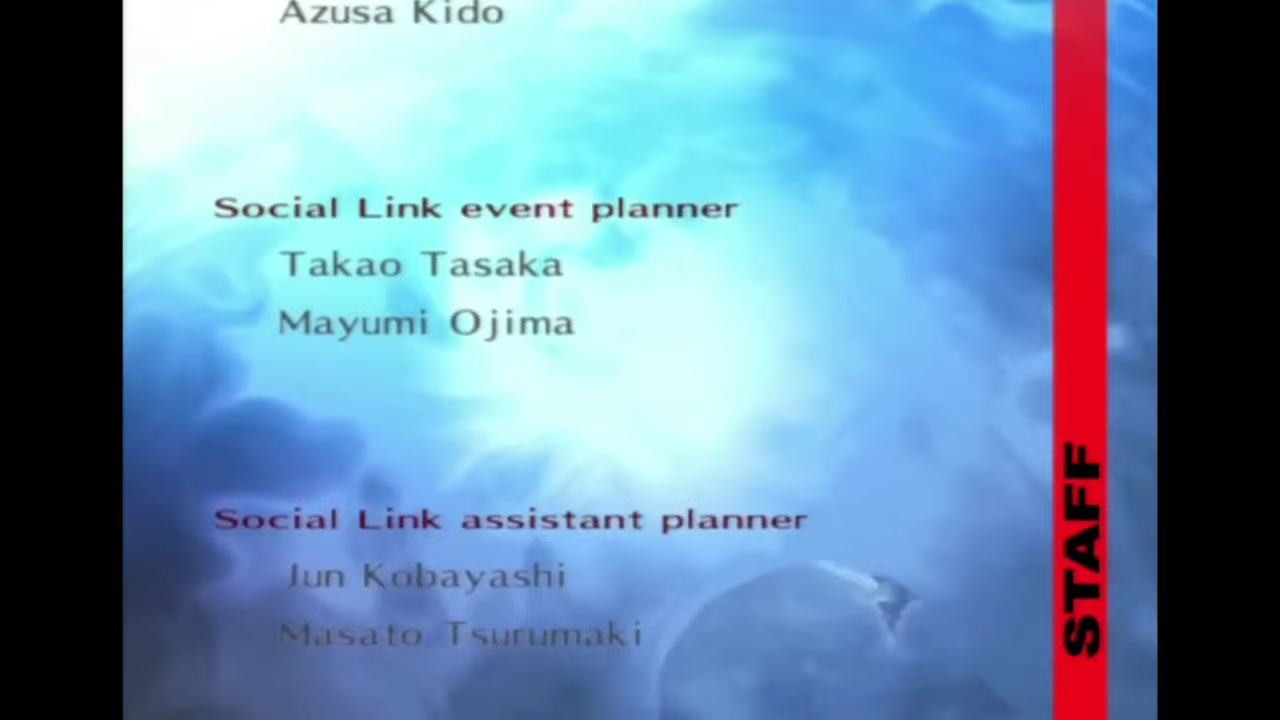 Azusa Kido
Social Link event planner
Takao Tasaka
Mayumi Ojima
Social Link assistant planner
Jun Kobayashi
Masato Tsurumaki
STAFF